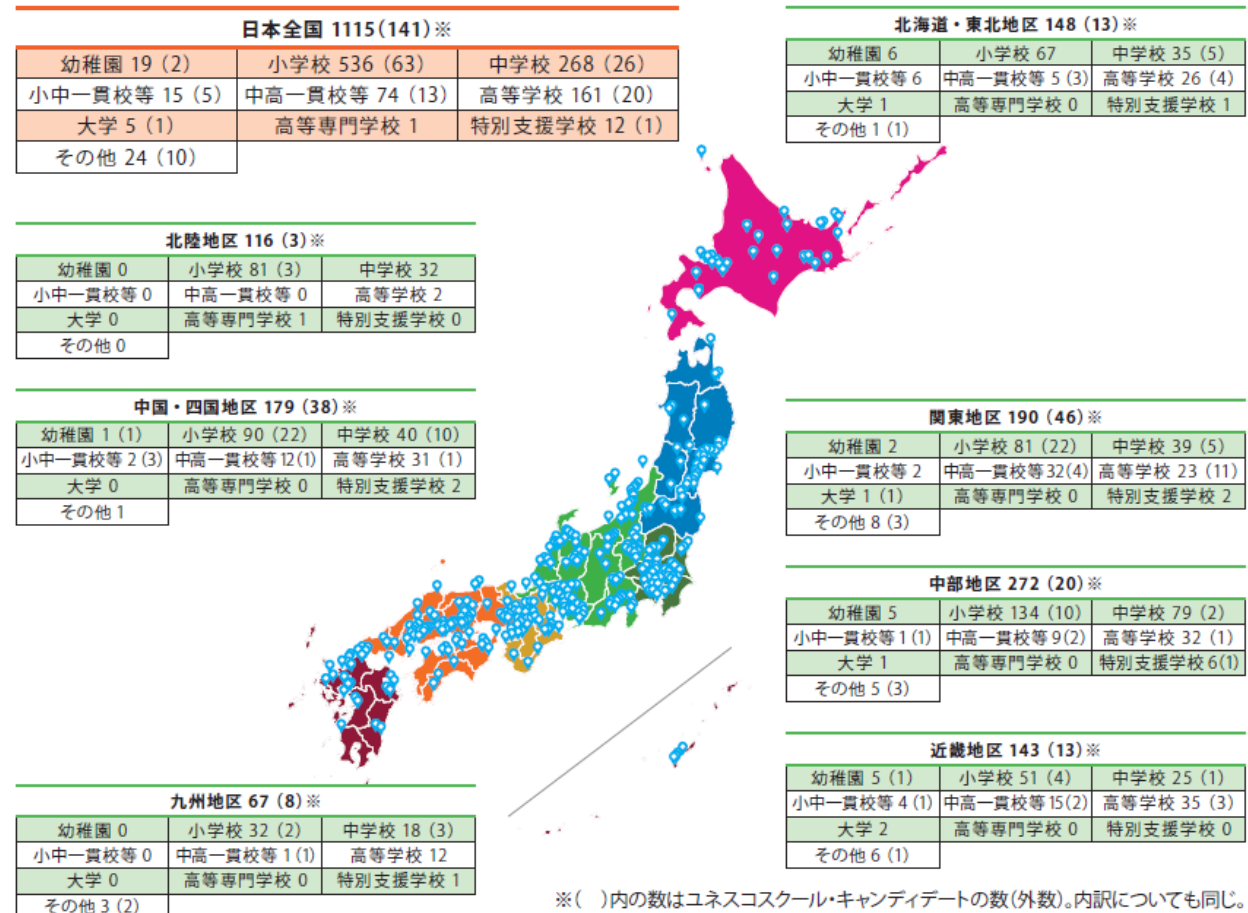 日本全国 1115(141)※
幼稚園 19 (2) 小学校 536 (63) 中学校 268 (26)
小中一貫校等 15 (5) 中高一貫校等 74 (13) 高等学校 161 (20)
大学 5 (1) 高等専門学校 1 特別支援学校 12 (1)
その他 24 (10)
北海道・東北地区 148 (13)※
幼稚園 6 小学校 67 中学校 35 (5)
小中一貫校等 6 中高一貫校等 5 (3) 高等学校 26 (4)
大学 1 高等専門学校 0 特別支援学校 1
その他 1 (1)
北陸地区 116 (3)※
幼稚園 0 小学校 81 (3) 中学校 32
小中一貫校等 0 中高一貫校等 0 高等学校 2
大学 0 高等専門学校 1 特別支援学校 0
その他 0
中国・四国地区 179 (38)※
幼稚園 1 (1) 小学校 90 (22) 中学校 40 (10)
小中一貫校等 2 (3) 中高一貫校等 12(1) 高等学校 31 (1)
大学 0 高等専門学校 0 特別支援学校 2
その他 1
関東地区 190 (46)※
幼稚園 2 小学校 81 (22) 中学校 39 (5)
小中一貫校等 2 中高一貫校等 32(4) 高等学校 23 (11)
大学 1 (1) 高等専門学校 0 特別支援学校 2
その他 8 (3)
中部地区 272 (20)※
幼稚園 5 小学校 134 (10) 中学校 79 (2)
小中一貫校等 1 (1) 中高一貫校等 9(2) 高等学校 32 (1)
大学 1 高等専門学校 0 特別支援学校 6(1)
その他 5 (3)
近畿地区 143 (13)※
幼稚園 5 (1) 小学校 51 (4) 中学校 25 (1)
小中一貫校等 4 (1) 中高一貫校等 15(2) 高等学校 35 (3)
大学 2 高等専門学校 0 特別支援学校 0
その他 6 (1)
九州地区 67 (8)※
幼稚園 0 小学校 32 (2) 中学校 18 (3)
小中一貫校等 0 中高一貫校等 1 (1) 高等学校 12
大学 0 高等専門学校 0 特別支援学校 1
その他 3 (2)
※( )内の数はユネスコスクール・キャンディデートの数(外数)。内訳についても同じ。